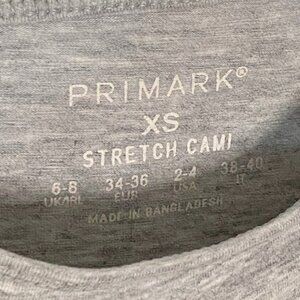 PRIMARK®
XS
STRETCH CAMI
6-8 34-36 2-4 38-40
UK/IRL EUR USA IT
MADE IN BANGLADESH